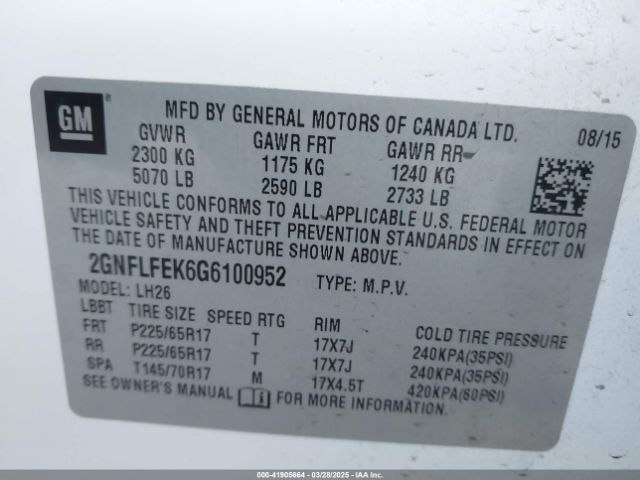 GM
MFD BY GENERAL MOTORS OF CANADA LTD. 08/15
GVWR GAWR FRT GAWR RR
2300 KG 1175 KG 1240 KG
5070 LB 2590 LB 2733 LB
THIS VEHICLE CONFORMS TO ALL APPLICABLE U.S. FEDERAL MOTOR
VEHICLE SAFETY AND THEFT PREVENTION STANDARDS IN EFFECT ON
THE DATE OF MANUFACTURE SHOWN ABOVE.
2GNFLFEK6G6100952 TYPE: M.P.V.
MODEL: LH26
LBBT TIRE SIZE SPEED RTG RIM COLD TIRE PRESSURE
FRT P225/65R17 T 17X7J 240KPA(35PSI)
RR P225/65R17 T 17X7J 240KPA(35PSI)
SPA T145/70R17 M 17X4.5T 420KPA(60PSI)
SEE OWNER'S MANUAL FOR MORE INFORMATION.
000-41905664 - 03/28/2025 - IAA Inc.